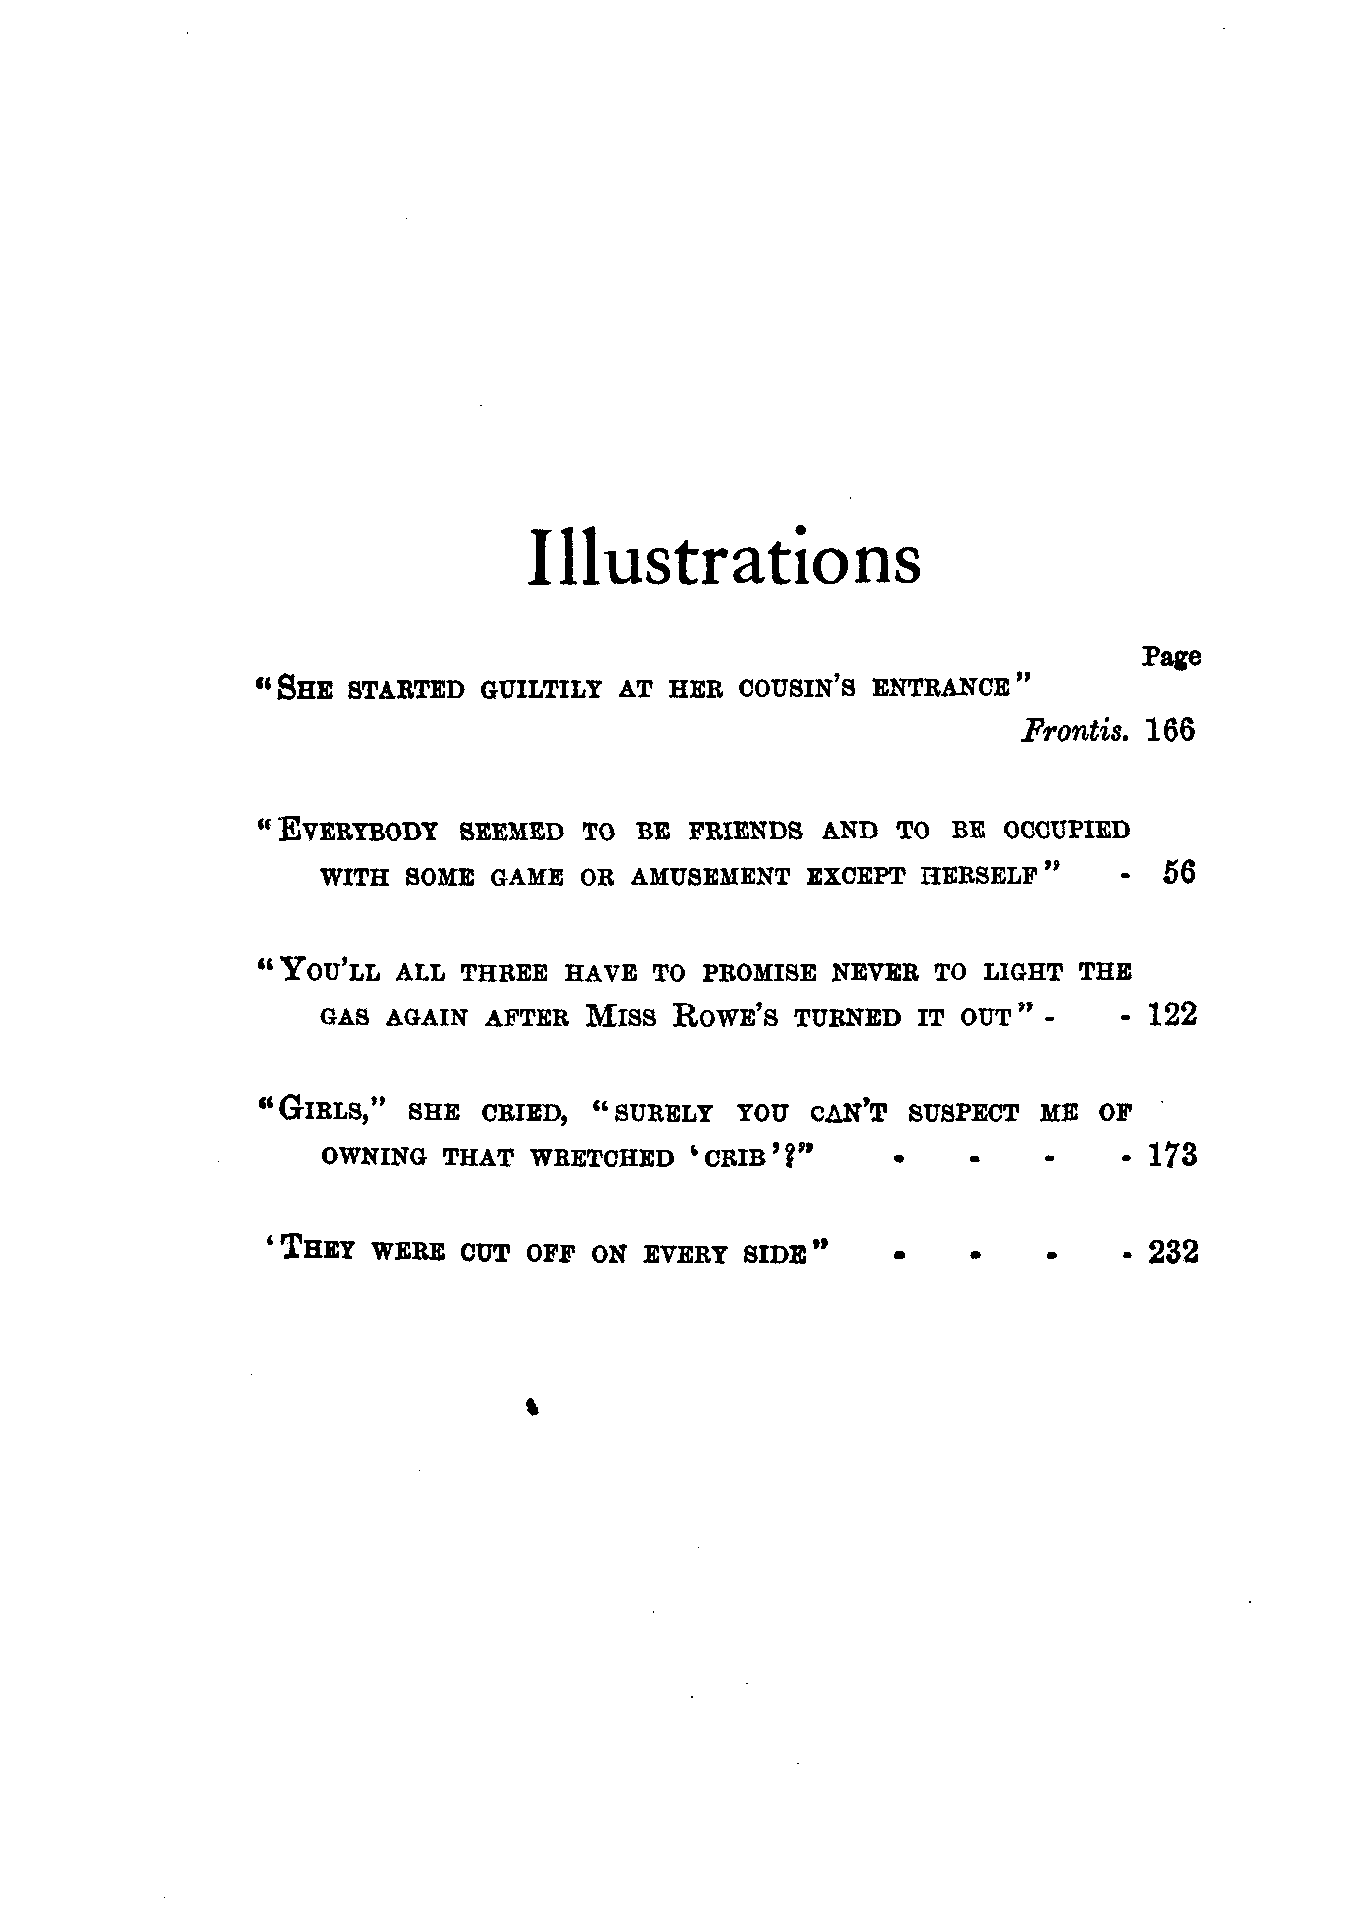 Illustrations
Page
"She started guiltily at her cousin's entrance"
Frontis. 166
"Everybody seemed to be friends and to be occupied
with some game or amusement except herself" - 56
"You'll all three have to promise never to light the
gas again after Miss Rowe's turned it out" - - 122
"Girls," she cried, "surely you can't suspect me of
owning that wretched 'crib'?" - - - - 173
'They were cut off on every side" - - - - 232